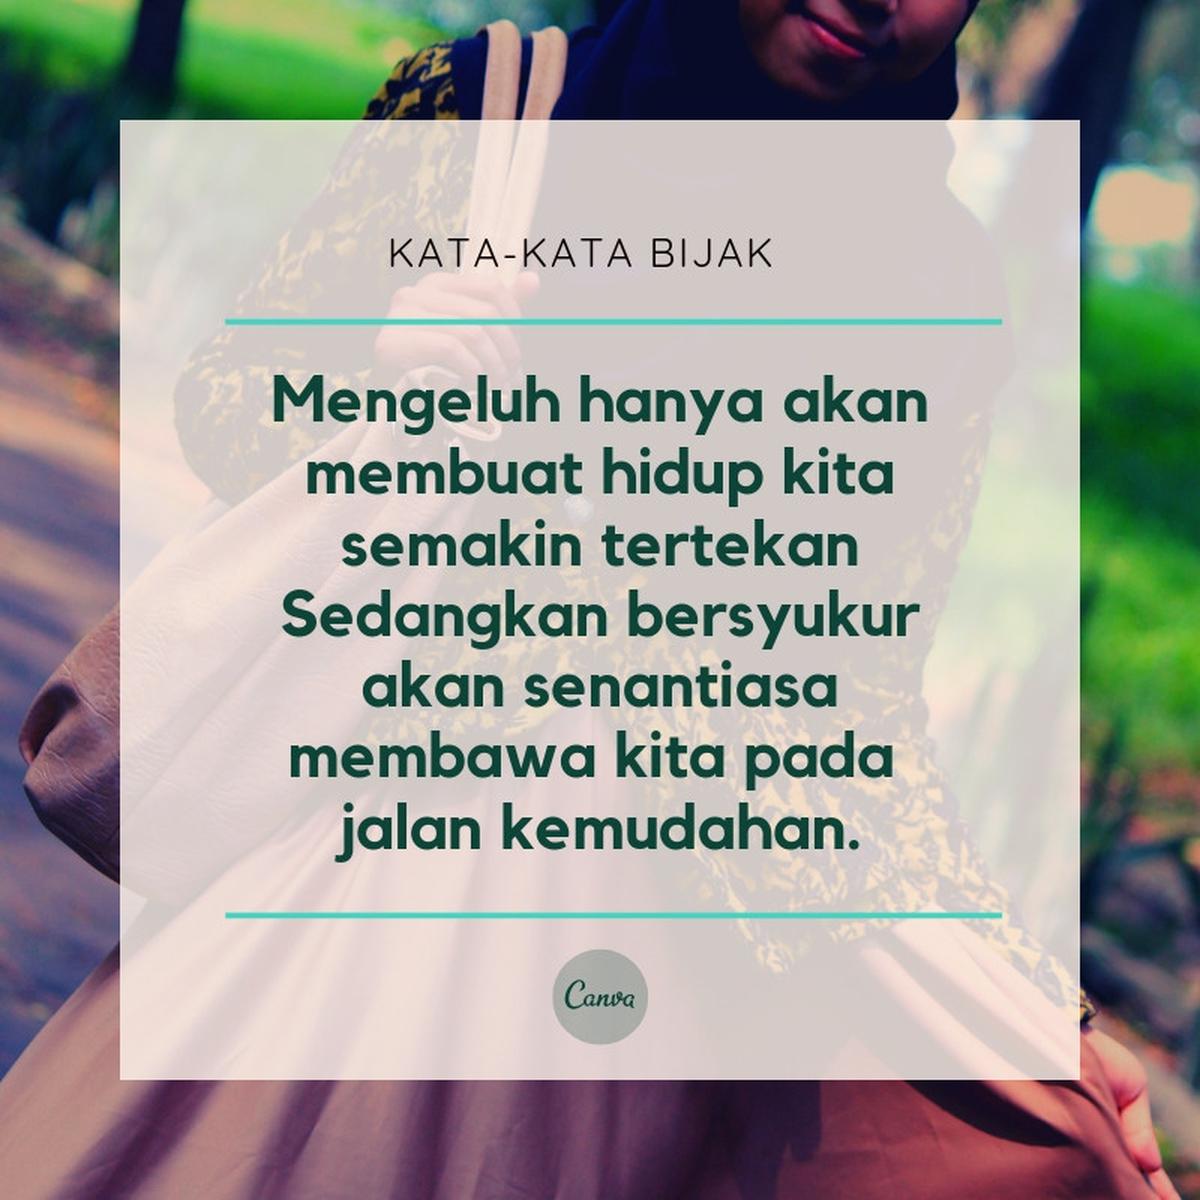 KATA-KATA BIJAK
Mengeluh hanya akan
membuat hidup kita
semakin tertekan
Sedangkan bersyukur
akan senantiasa
membawa kita pada
jalan kemudahan.
Canva